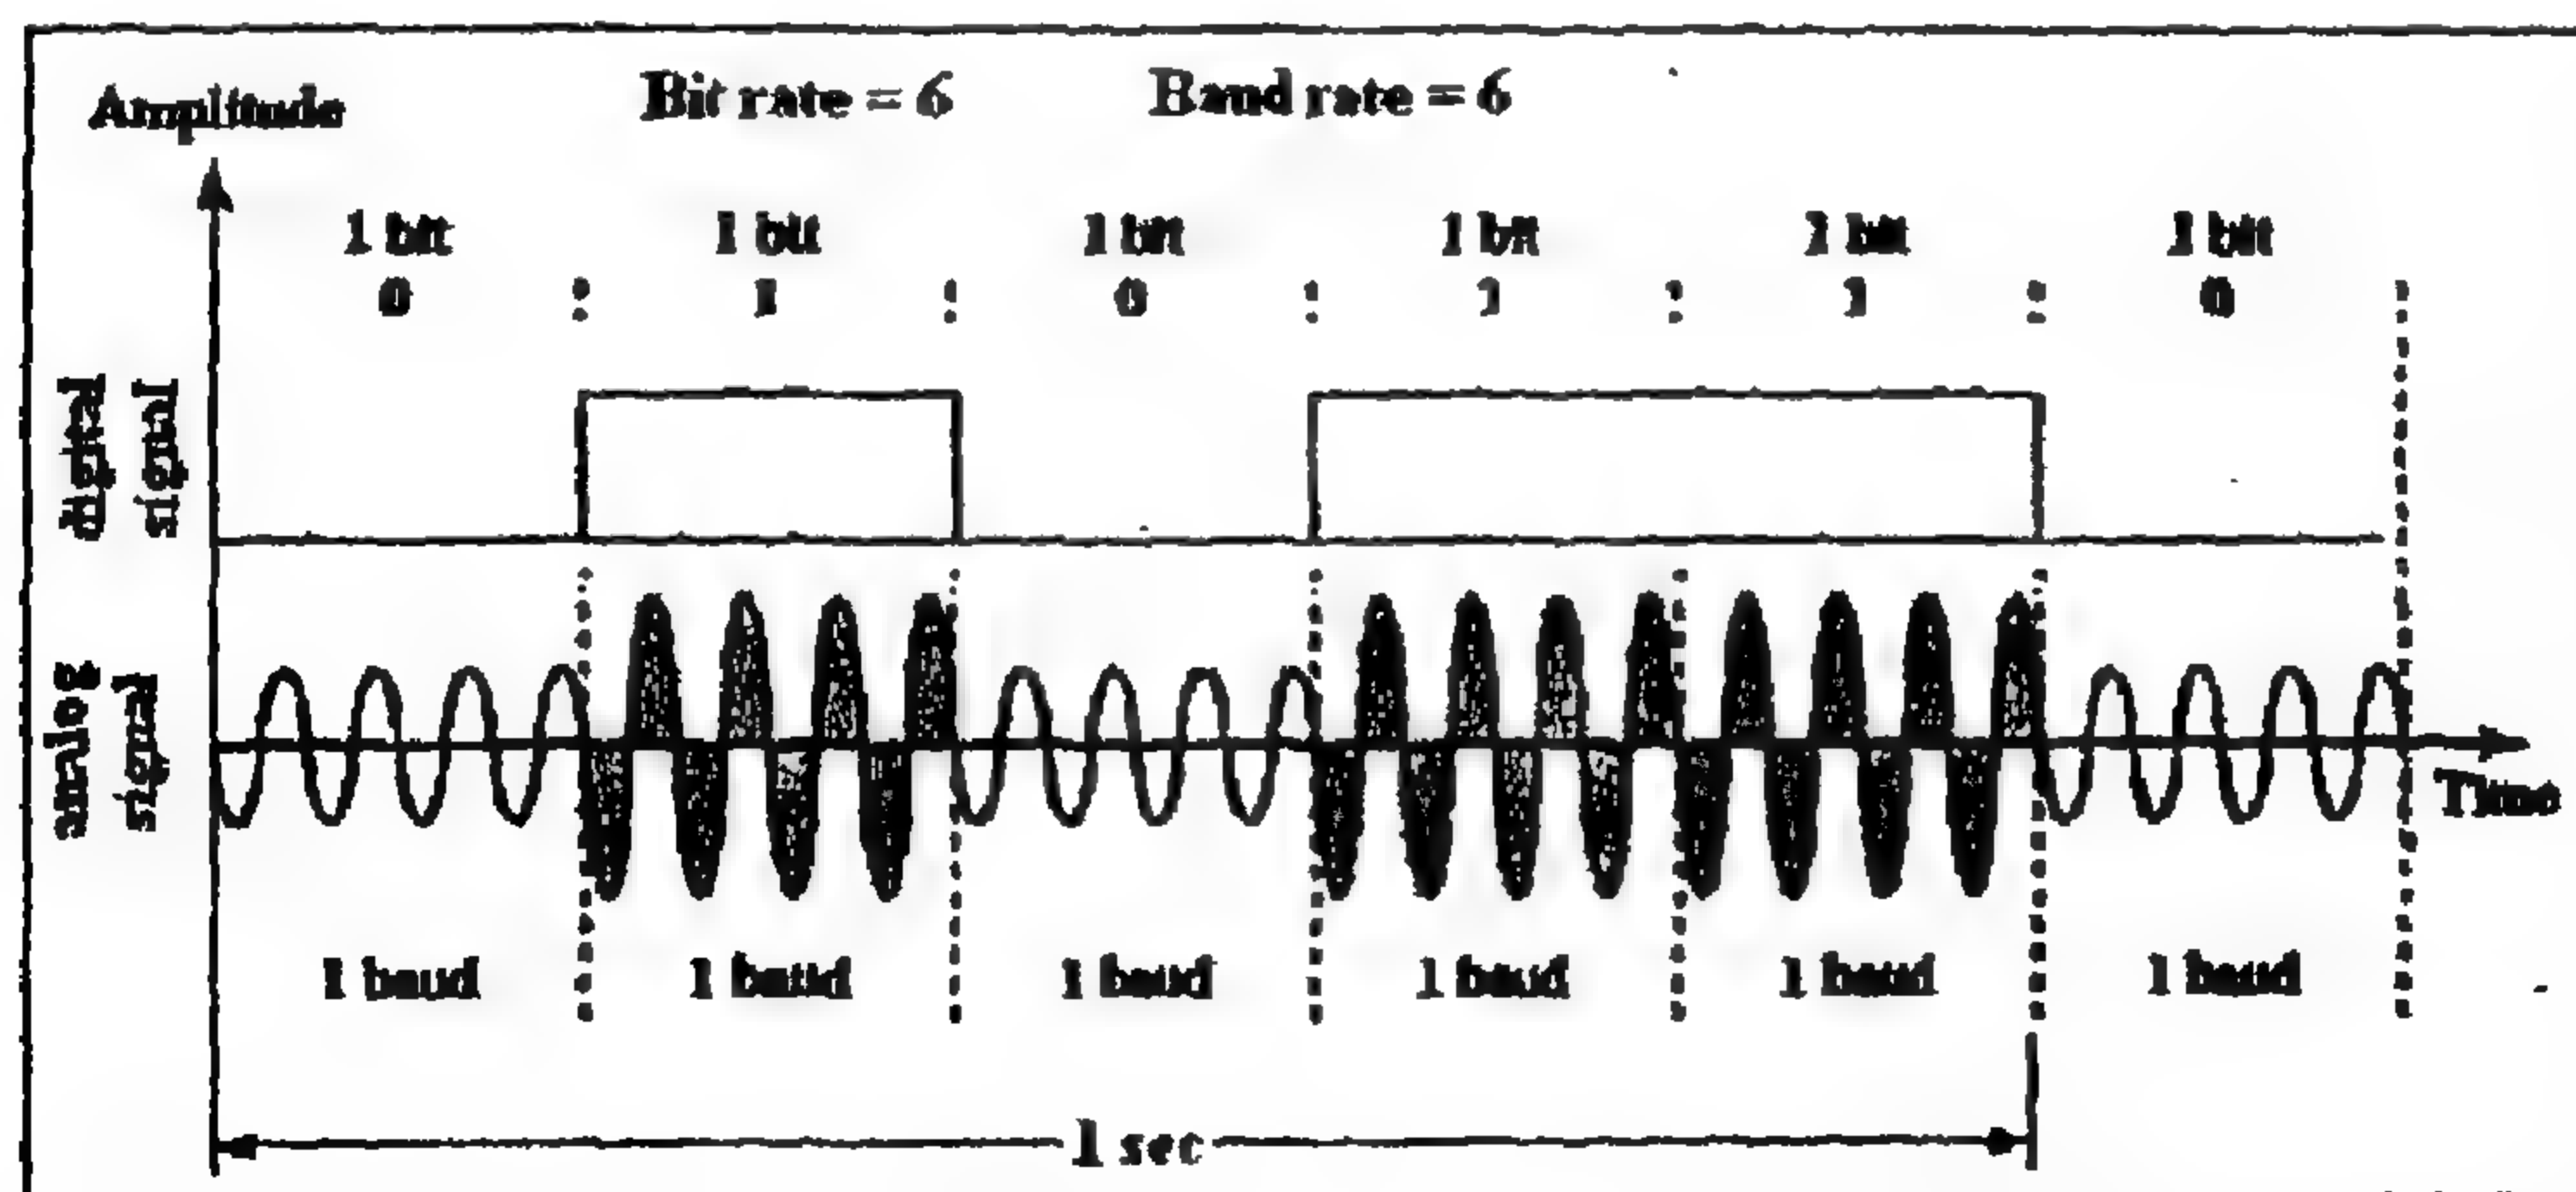 Amplitude
Bit rate = 6
Baud rate = 6
1 bit 1 bit 1 bit 1 bit 1 bit 1 bit
0 1 0 1 1 0
digital
signal
analog
signal
Time
1 baud 1 baud 1 baud 1 baud 1 baud 1 baud
1 sec